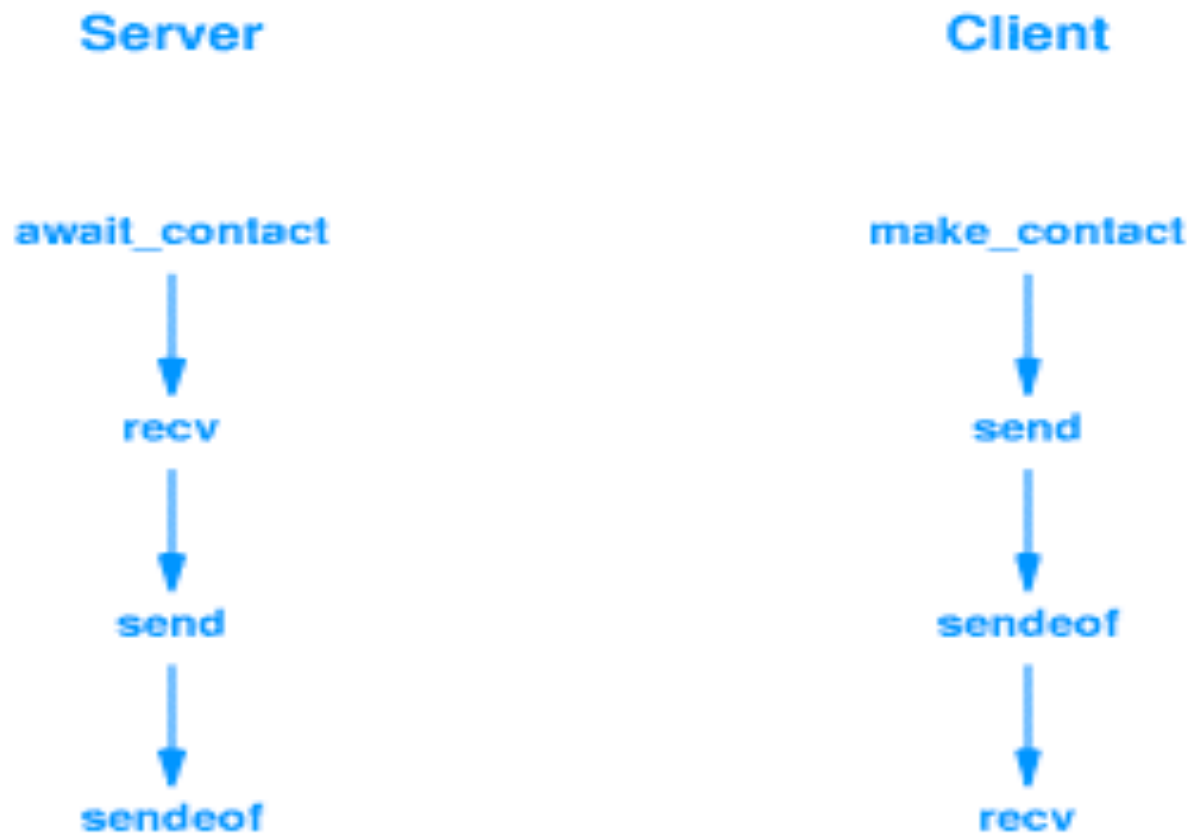 Server Client
await_contact make_contact
recv send
send sendeof
sendeof recv